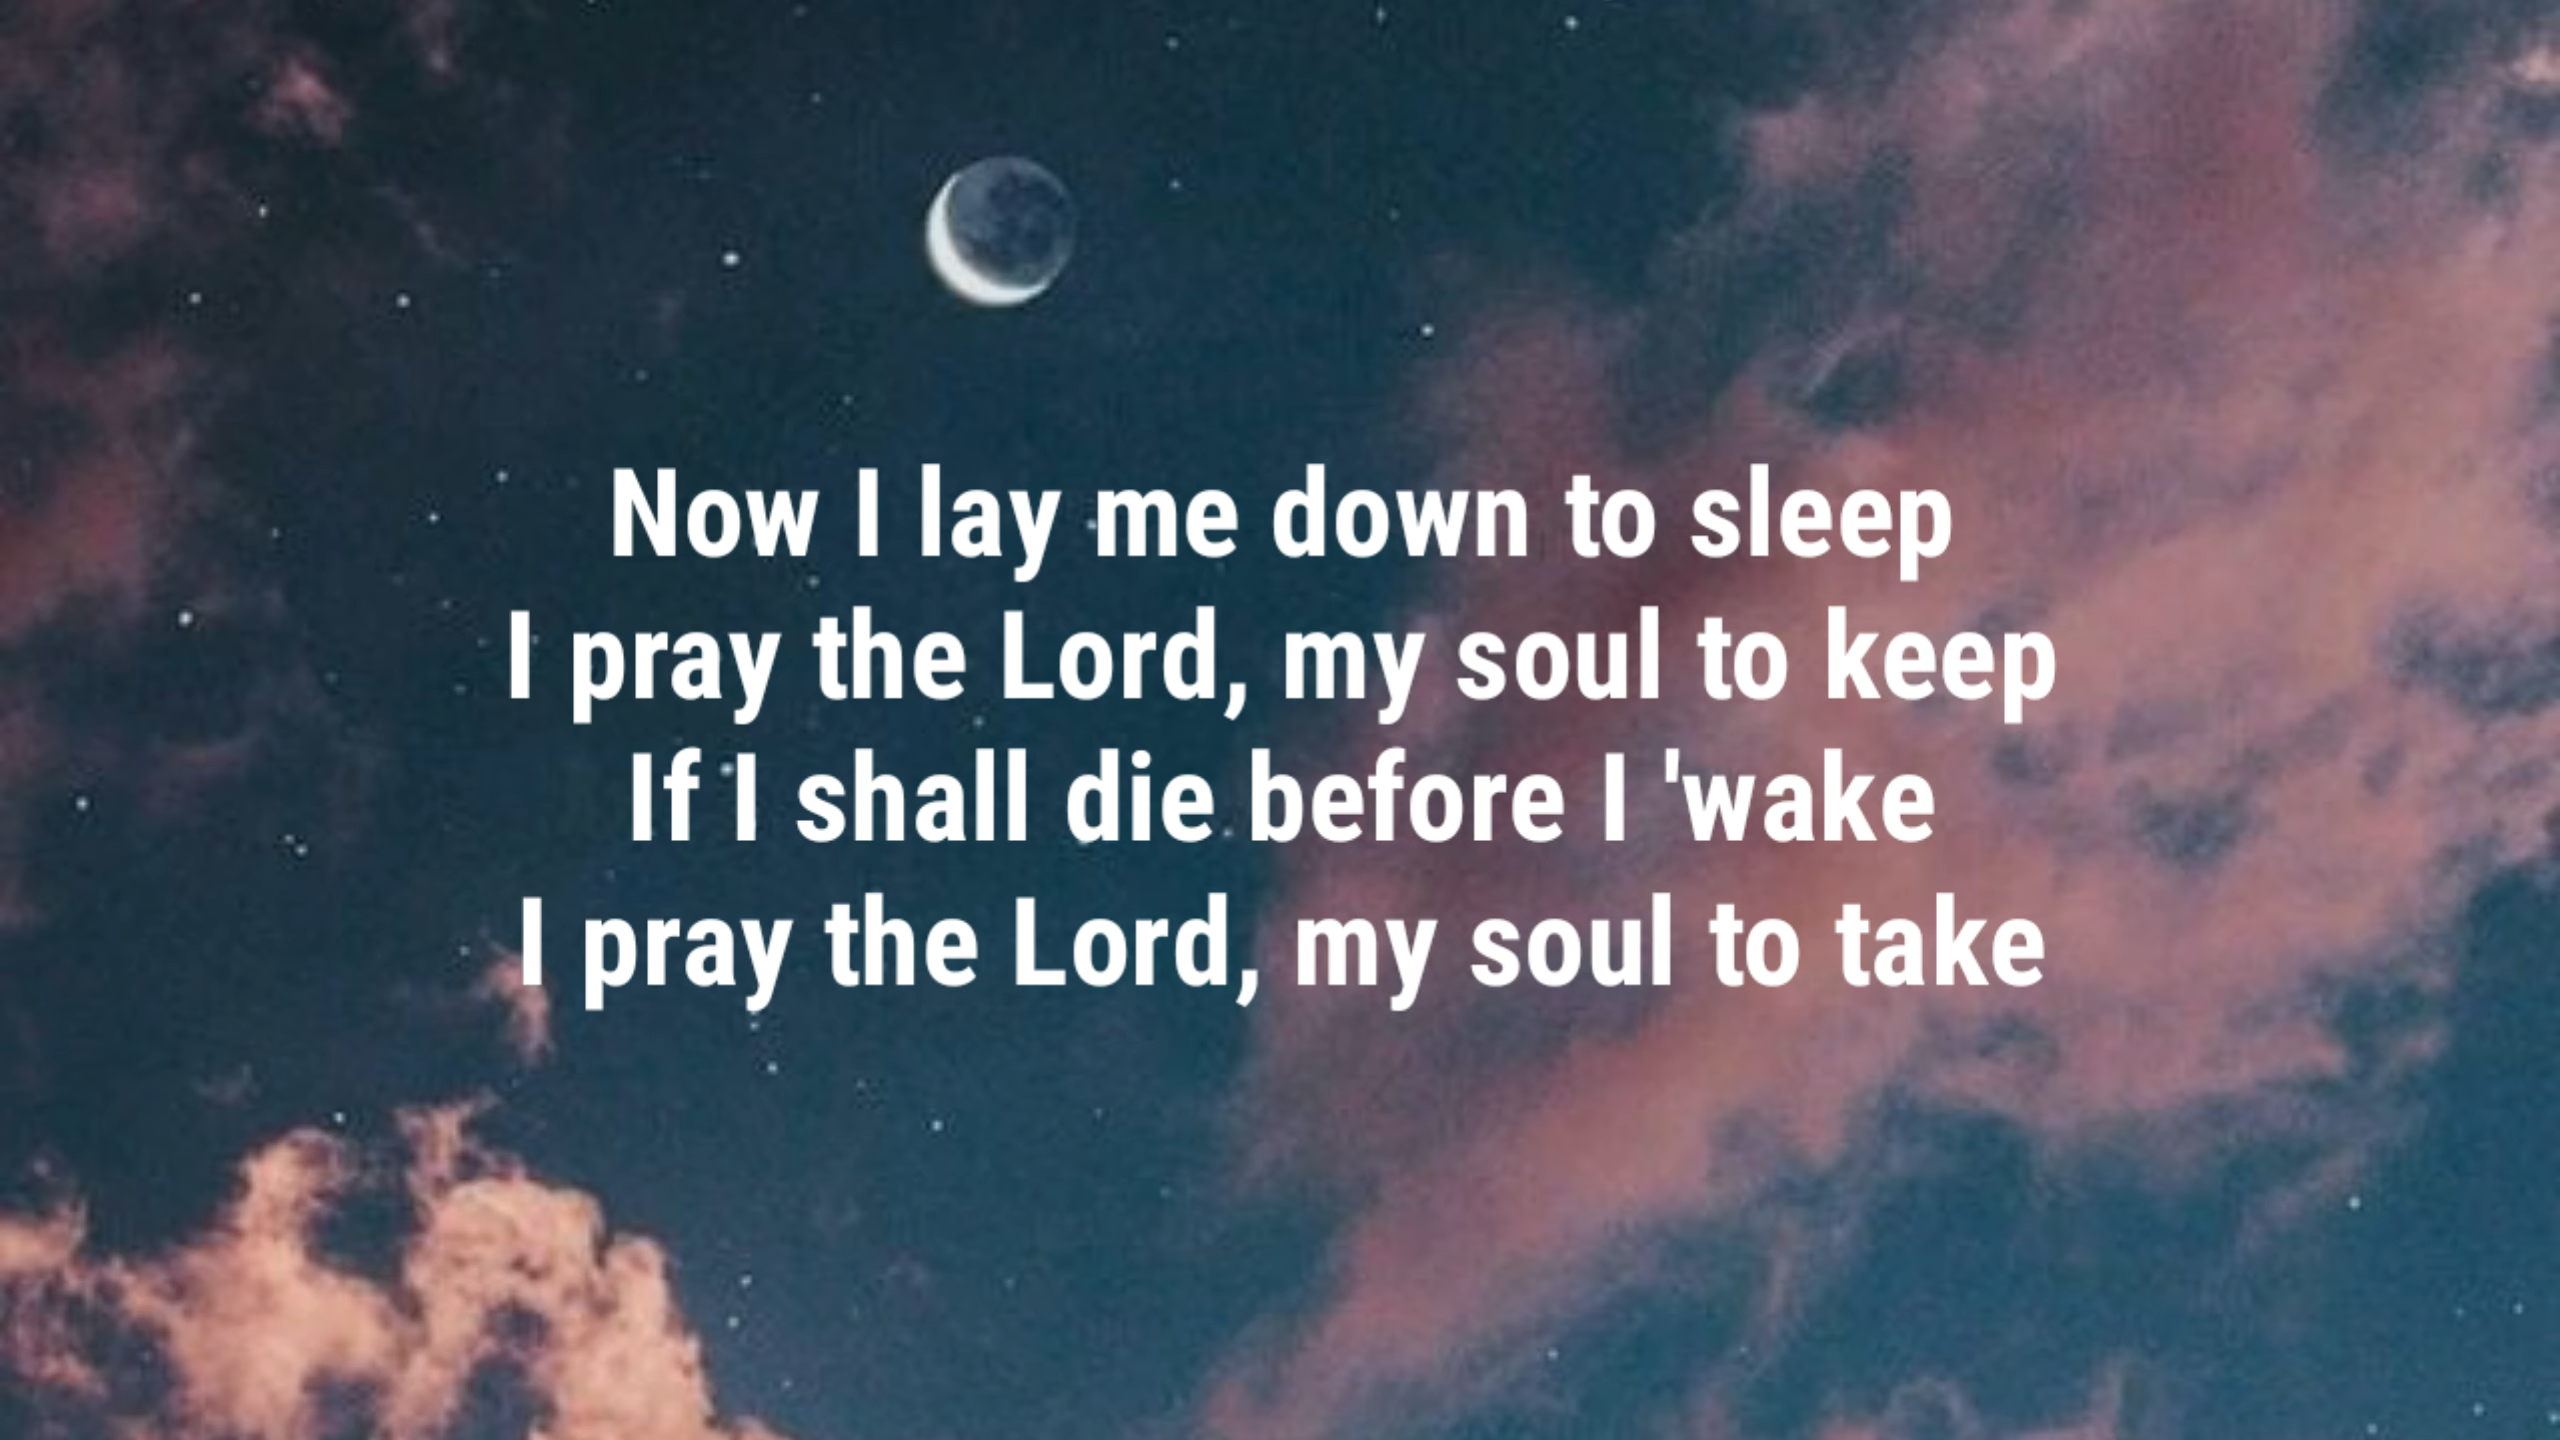 Now I lay me down to sleep
I pray the Lord, my soul to keep
If I shall die before I 'wake
I pray the Lord, my soul to take